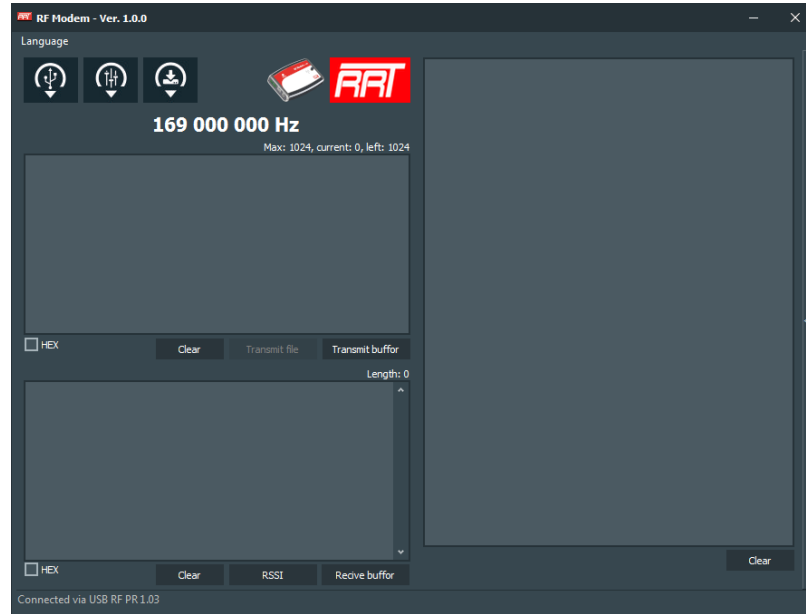 RF Modem - Ver. 1.0.0
Language
RRT
169 000 000 Hz
Max: 1024, current: 0, left: 1024
HEX Clear Transmit file Transmit buffor
Length: 0
HEX Clear RSSI Recive buffor
Clear
Connected via USB RF PR 1.03